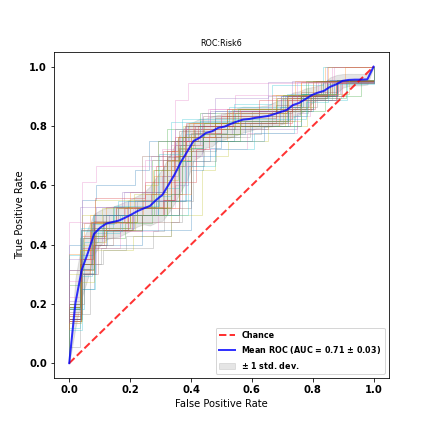 ROC:Risk6
1.0
0.8
0.6
0.4
0.2
0.0
True Positive Rate
0.0 0.2 0.4 0.6 0.8 1.0
False Positive Rate
Chance
Mean ROC (AUC = 0.71 ± 0.03)
± 1 std. dev.